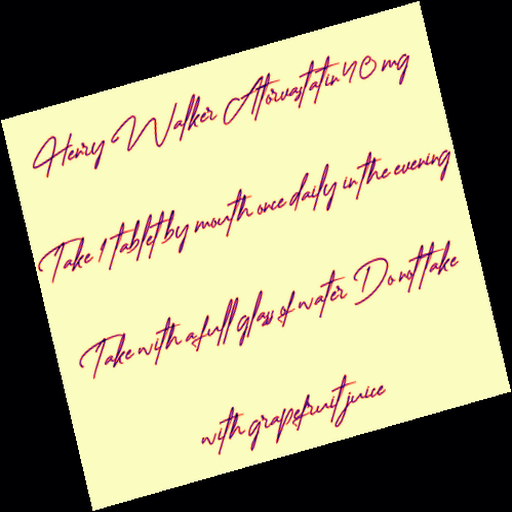 Henry Walker Atorvastatin 40 mg
Take 1 tablet by mouth once daily in the evening
Take with a full glass of water Do not take
with grapefruit juice